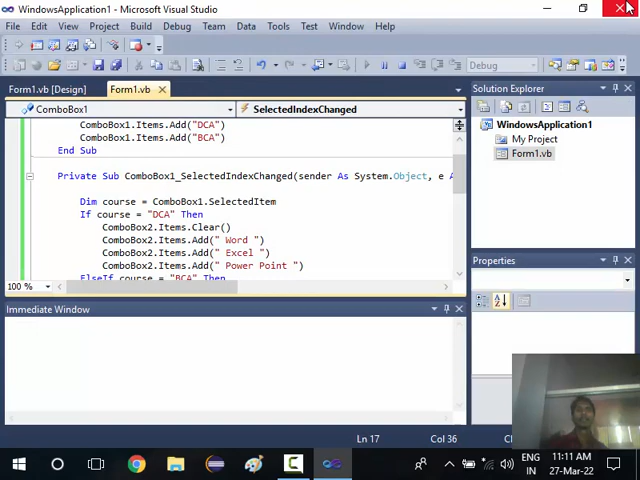 WindowsApplication1 - Microsoft Visual Studio
File Edit View Project Build Debug Team Data Tools Test Window Help
Debug
Form1.vb [Design] Form1.vb
ComboBox1 SelectedIndexChanged
ComboBox1.Items.Add("DCA")
ComboBox1.Items.Add("BCA")
End Sub
Private Sub ComboBox1_SelectedIndexChanged(sender As System.Object, e A
Dim course = ComboBox1.SelectedItem
If course = "DCA" Then
ComboBox2.Items.Clear()
ComboBox2.Items.Add(" Word ")
ComboBox2.Items.Add(" Excel ")
ComboBox2.Items.Add(" Power Point ")
ElseIf course = "BCA" Then
100 %
Immediate Window
Solution Explorer
WindowsApplication1
My Project
Form1.vb
Properties
Ln 17 Col 36
ENG
IN
11:11 AM
27-Mar-22